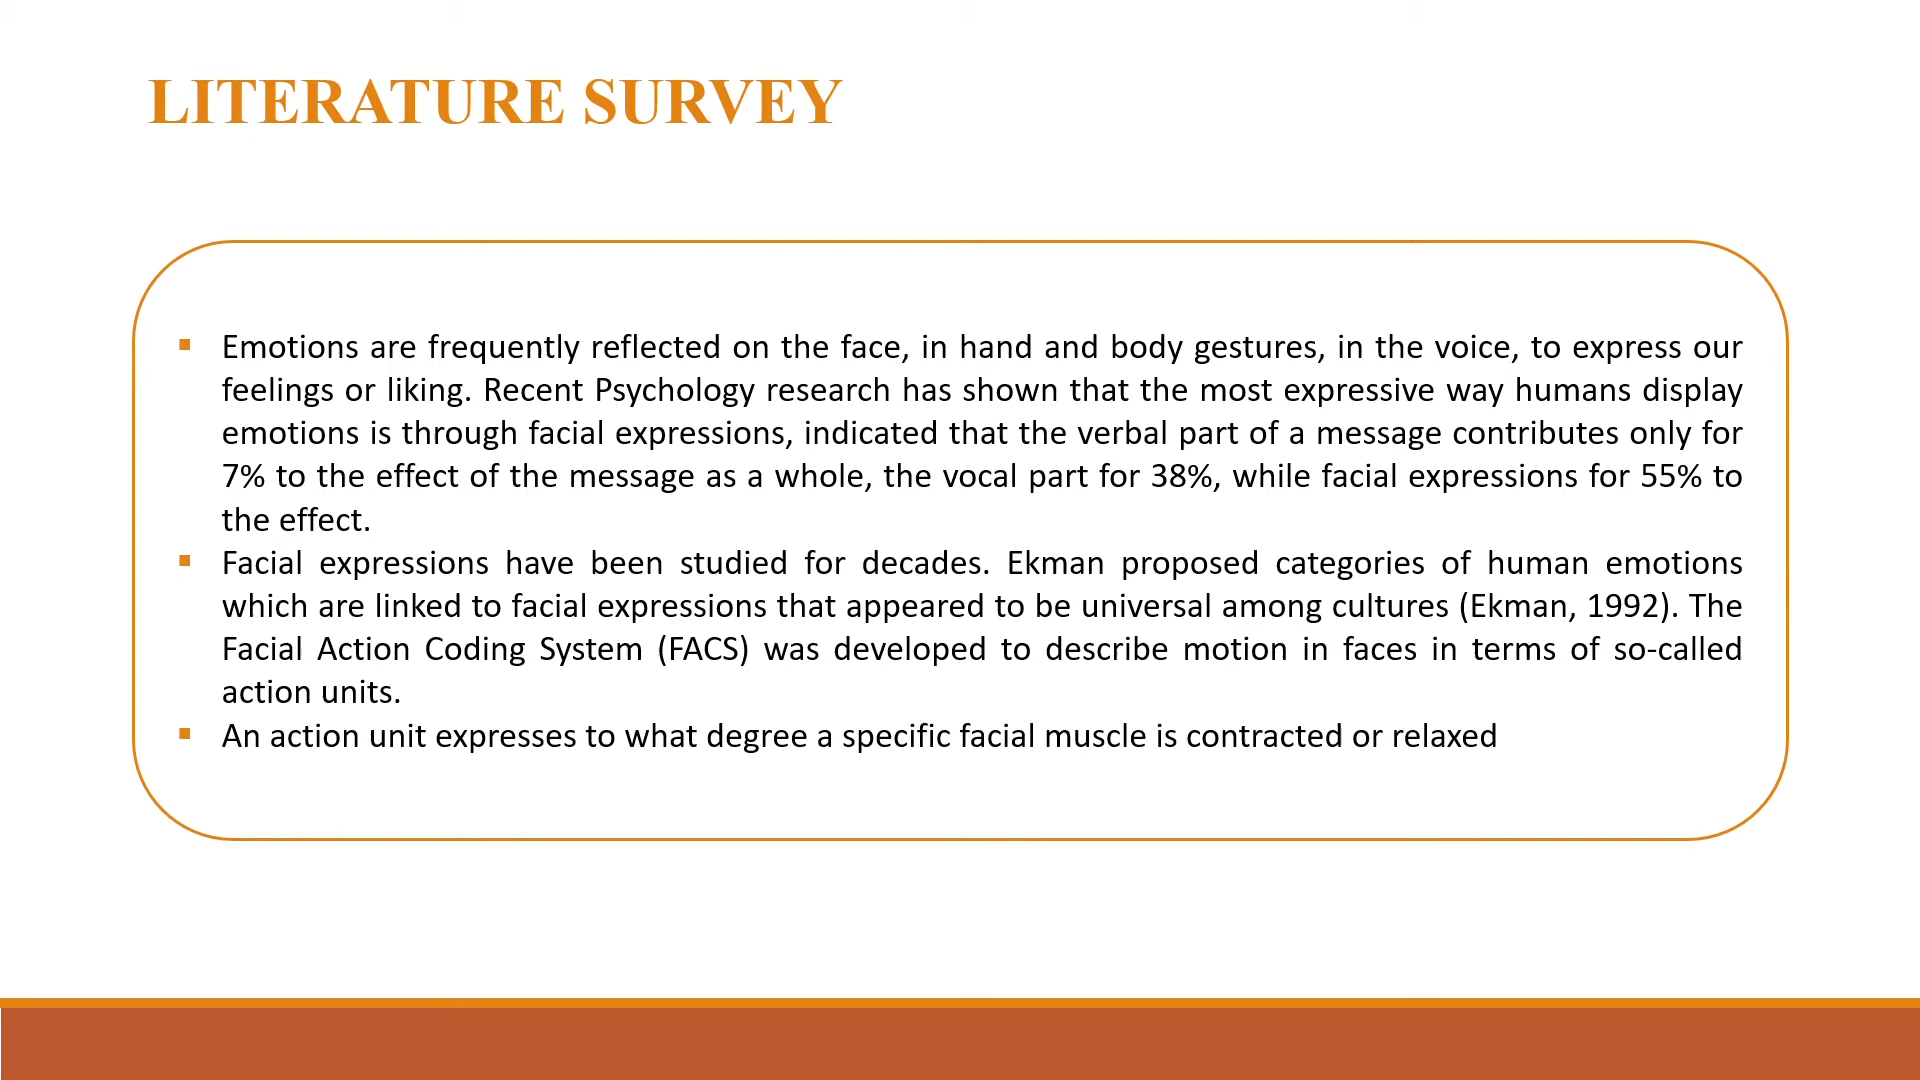 LITERATURE SURVEY
▪ Emotions are frequently reflected on the face, in hand and body gestures, in the voice, to express our
feelings or liking. Recent Psychology research has shown that the most expressive way humans display
emotions is through facial expressions, indicated that the verbal part of a message contributes only for
7% to the effect of the message as a whole, the vocal part for 38%, while facial expressions for 55% to
the effect.
▪ Facial expressions have been studied for decades. Ekman proposed categories of human emotions
which are linked to facial expressions that appeared to be universal among cultures (Ekman, 1992). The
Facial Action Coding System (FACS) was developed to describe motion in faces in terms of so-called
action units.
▪ An action unit expresses to what degree a specific facial muscle is contracted or relaxed